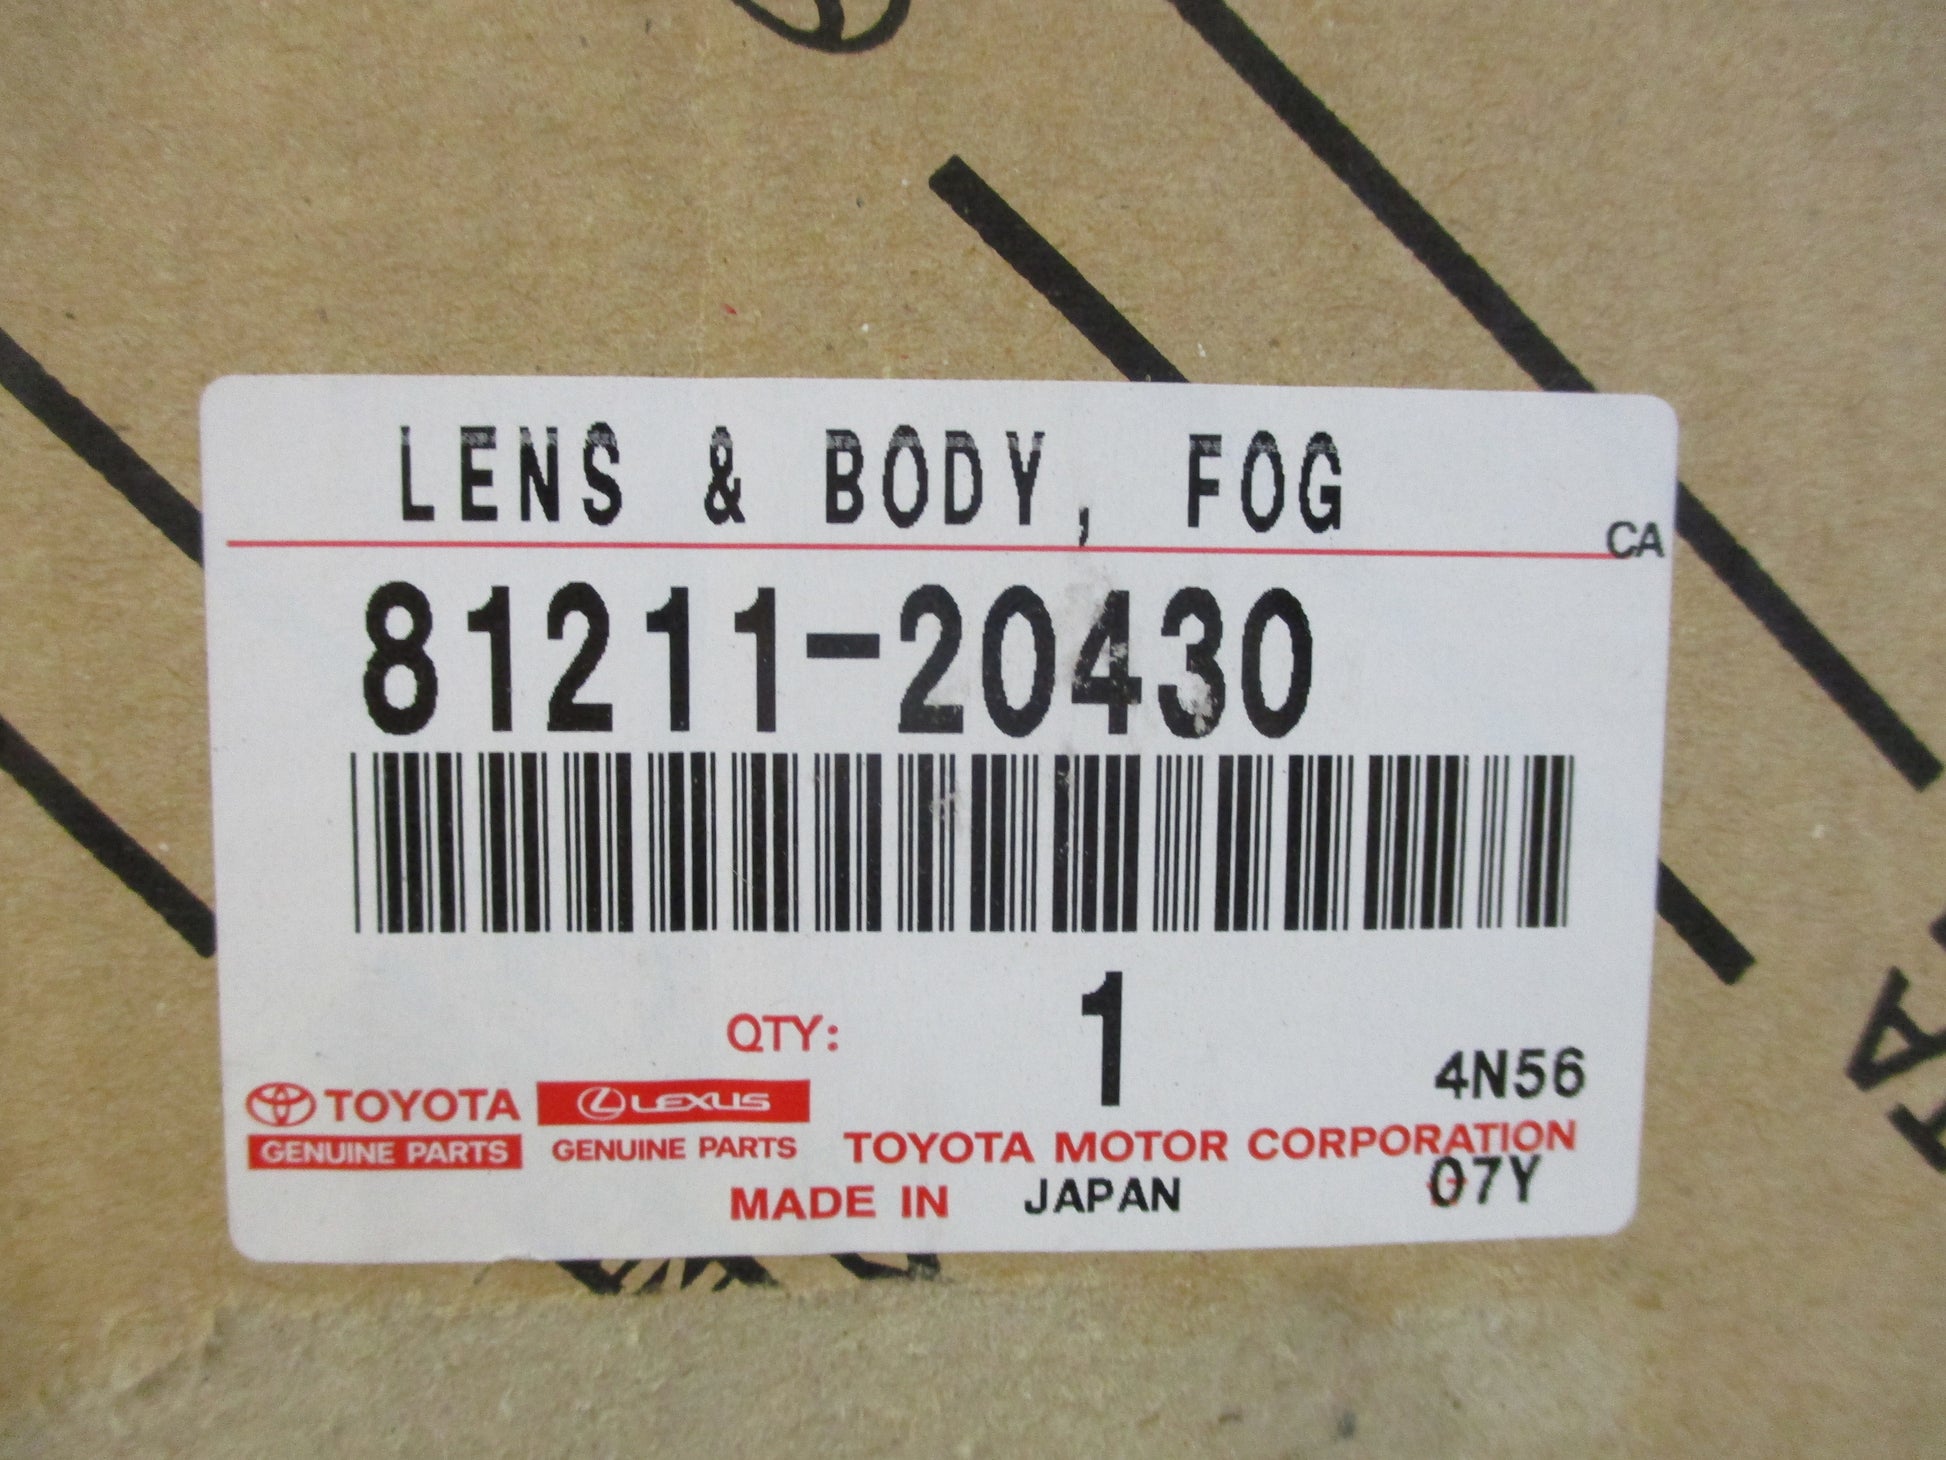 LENS & BODY, FOG
CA
81211-20430
QTY: 1
4N56
TOYOTA LEXUS
GENUINE PARTS GENUINE PARTS TOYOTA MOTOR CORPORATION
MADE IN JAPAN 07Y
TA